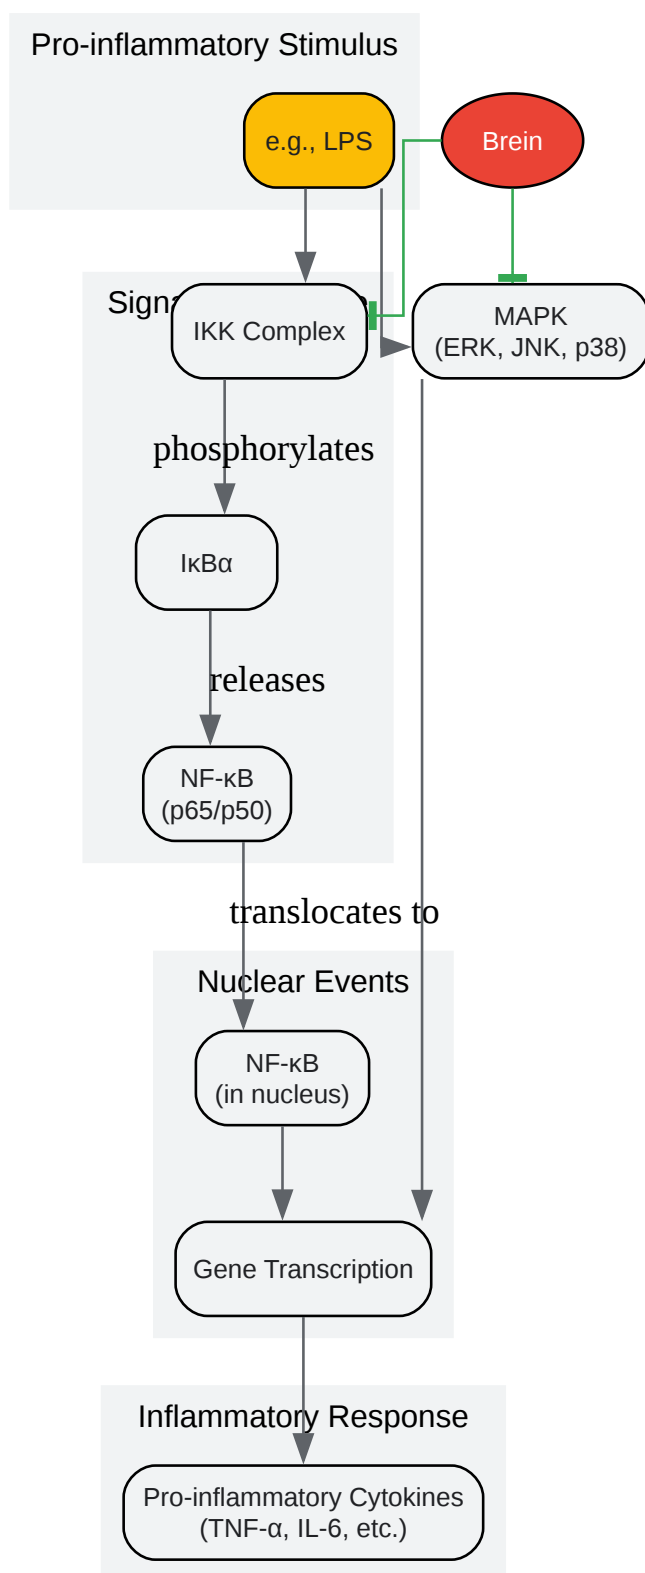 Pro-inflammatory Stimulus
e.g., LPS
Brein
IKK Complex
MAPK
(ERK, JNK, p38)
phosphorylates
IκBα
releases
NF-κB
(p65/p50)
translocates to
Nuclear Events
NF-κB
(in nucleus)
Gene Transcription
Inflammatory Response
Pro-inflammatory Cytokines
(TNF-α, IL-6, etc.)